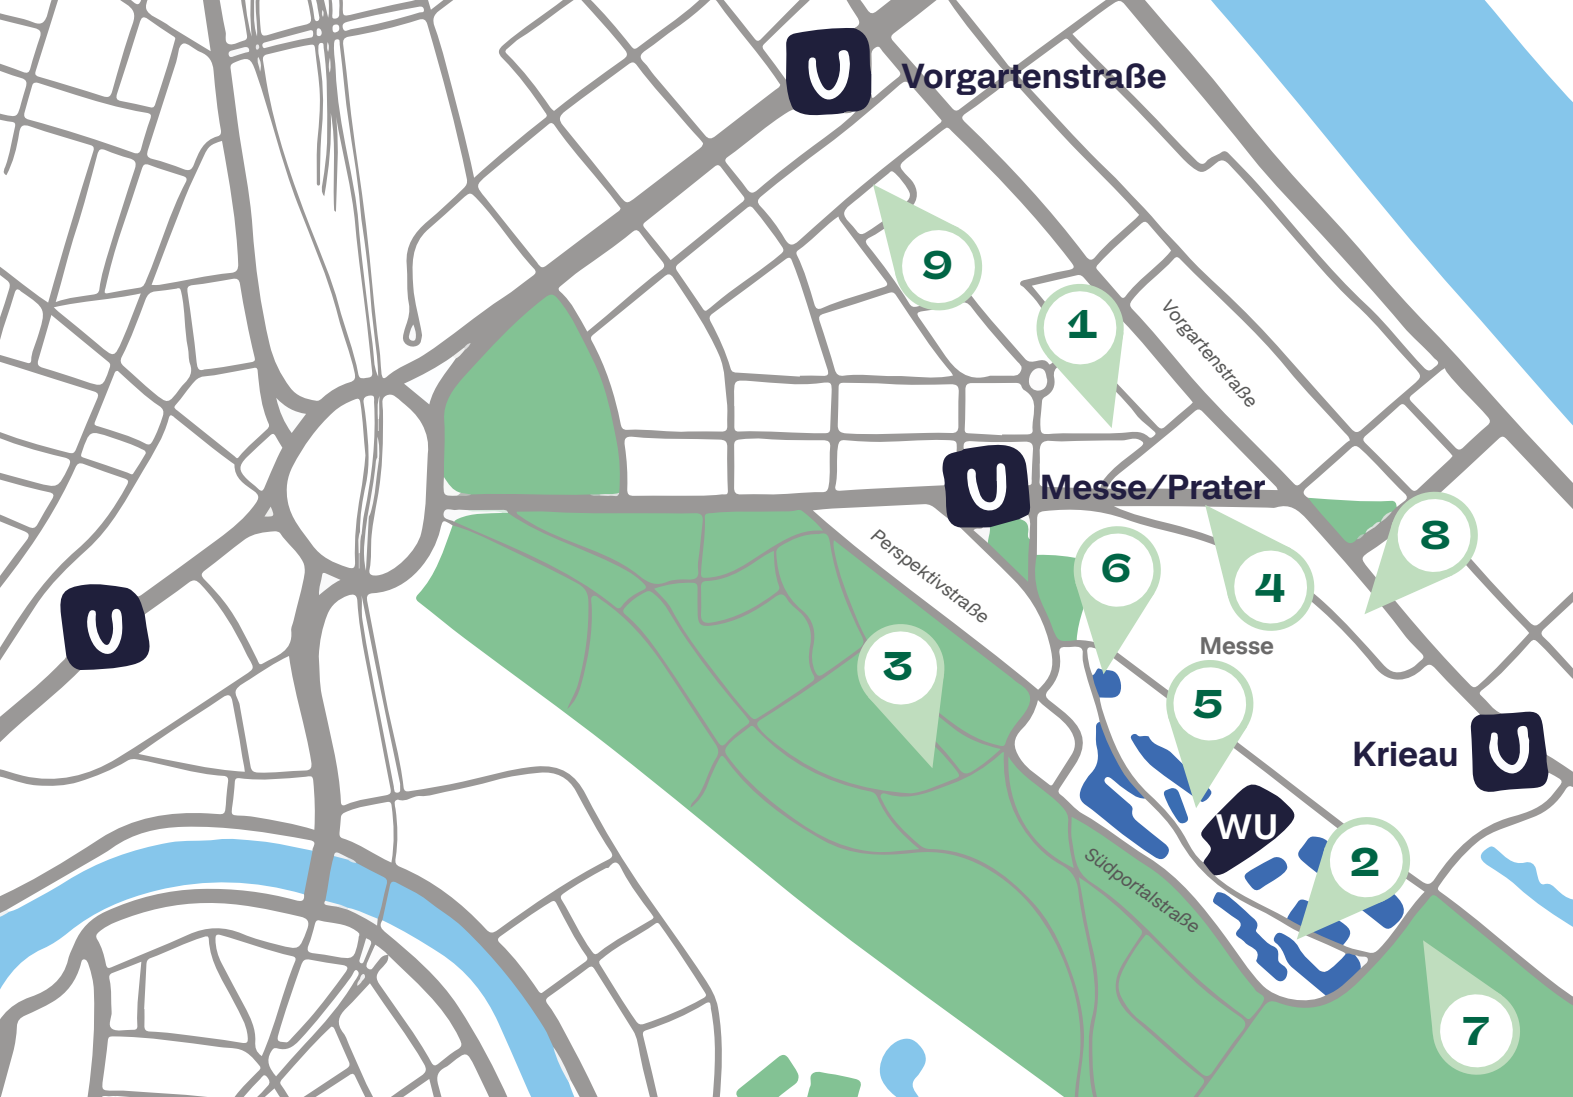 U
Vorgartenstraße
9
1
Vorgartenstraße
U
Messe/Prater
Perspektivstraße
6
4
8
U
Messe
3
5
Krieau
U
WU
2
Südportalstraße
7